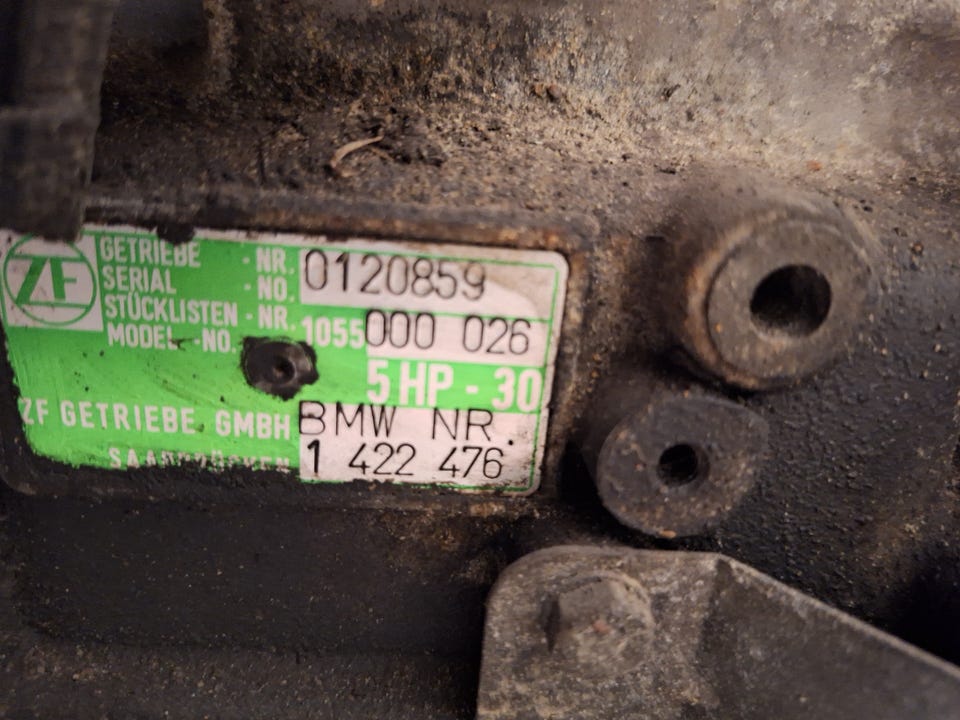 ZF
GETRIEBE - NR. 0120859
SERIAL - NO.
STÜCKLISTEN - NR. 1055 000 026
MODEL - NO.
5 HP - 30
ZF GETRIEBE GMBH BMW NR.
SAARBRÜCKEN 1 422 476